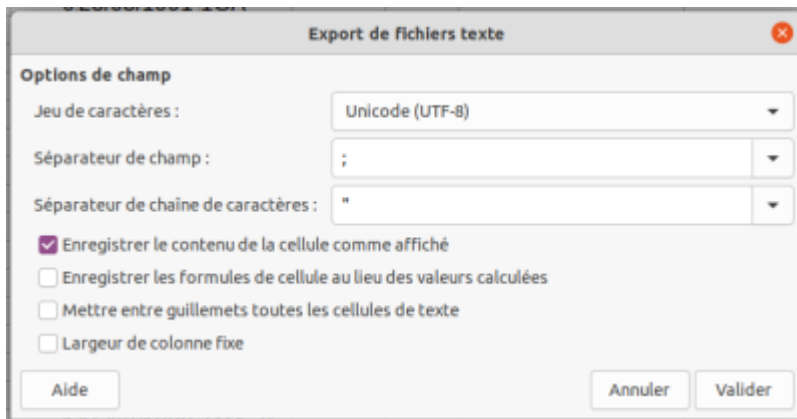 Export de fichiers texte
Options de champ
Jeu de caractères : Unicode (UTF-8)
Séparateur de champ : ;
Séparateur de chaîne de caractères : "
Enregistrer le contenu de la cellule comme affiché
Enregistrer les formules de cellule au lieu des valeurs calculées
Mettre entre guillemets toutes les cellules de texte
Largeur de colonne fixe
Aide Annuler Valider